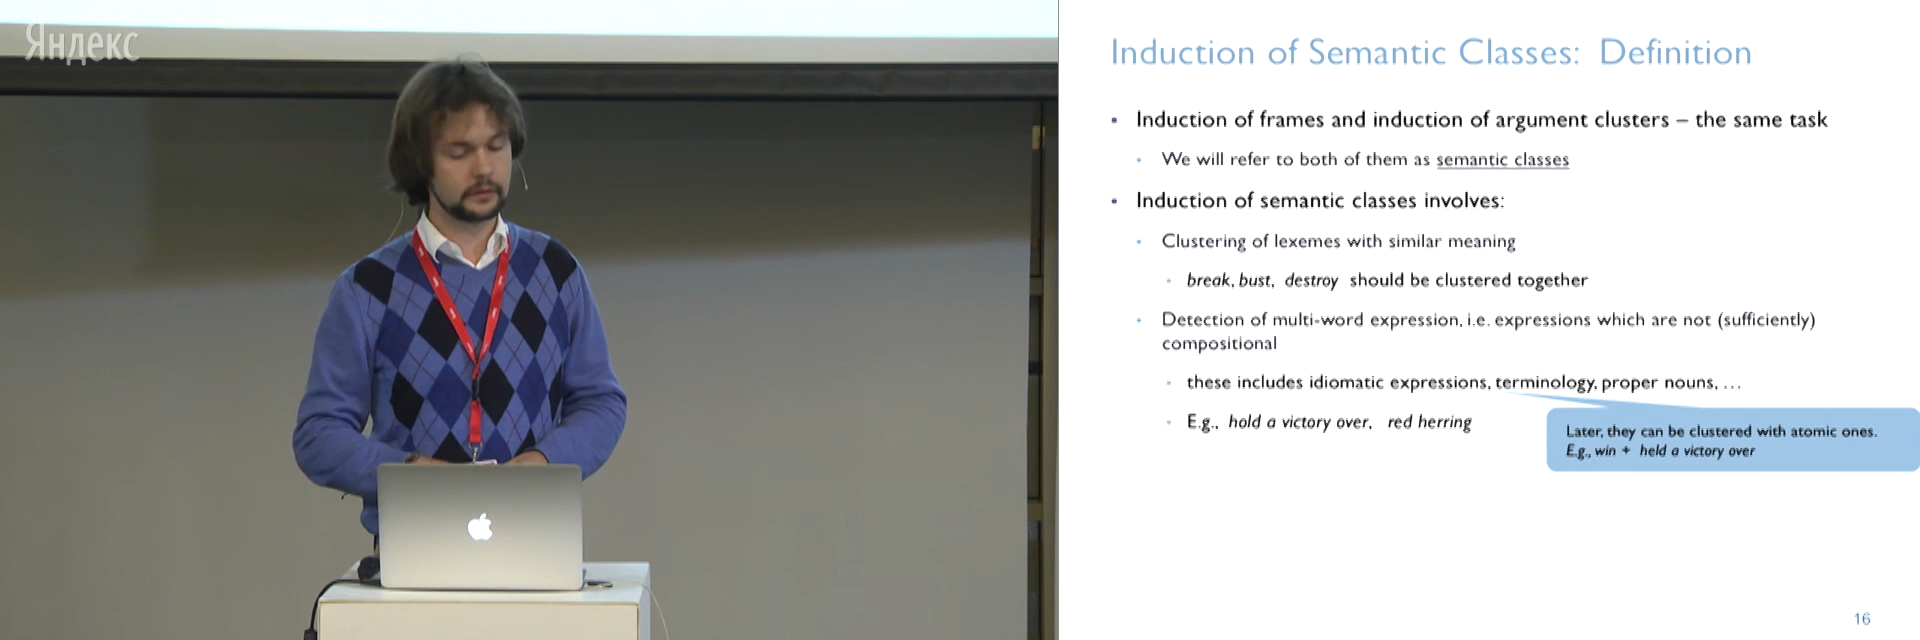 Яндекс
Induction of Semantic Classes: Definition
Induction of frames and induction of argument clusters – the same task
We will refer to both of them as semantic classes
Induction of semantic classes involves:
Clustering of lexemes with similar meaning
break, bust, destroy should be clustered together
Detection of multi-word expression, i.e. expressions which are not (sufficiently)
compositional
these includes idiomatic expressions, terminology, proper nouns, ...
E.g., hold a victory over, red herring
Later, they can be clustered with atomic ones.
E.g., win + held a victory over
16